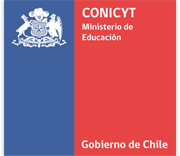 CONICYT
Ministerio de
Educación
Gobierno de Chile